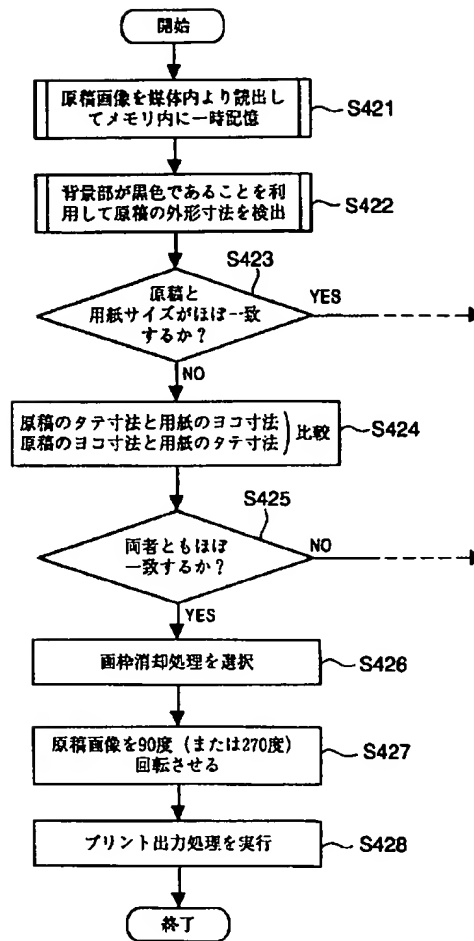 開始
原稿画像を媒体内より読出し
てメモリ内に一時記憶
S421
背景部が黒色であることを利
用して原稿の外形寸法を検出
S422
S423
原稿と
用紙サイズがほぼ一致
するか？
YES
NO
原稿のタテ寸法と用紙のヨコ寸法
原稿のヨコ寸法と用紙のタテ寸法
比較
S424
S425
両者ともほぼ
一致するか？
NO
YES
画枠消却処理を選択
S426
原稿画像を90度（または270度）
回転させる
S427
プリント出力処理を実行
S428
終了